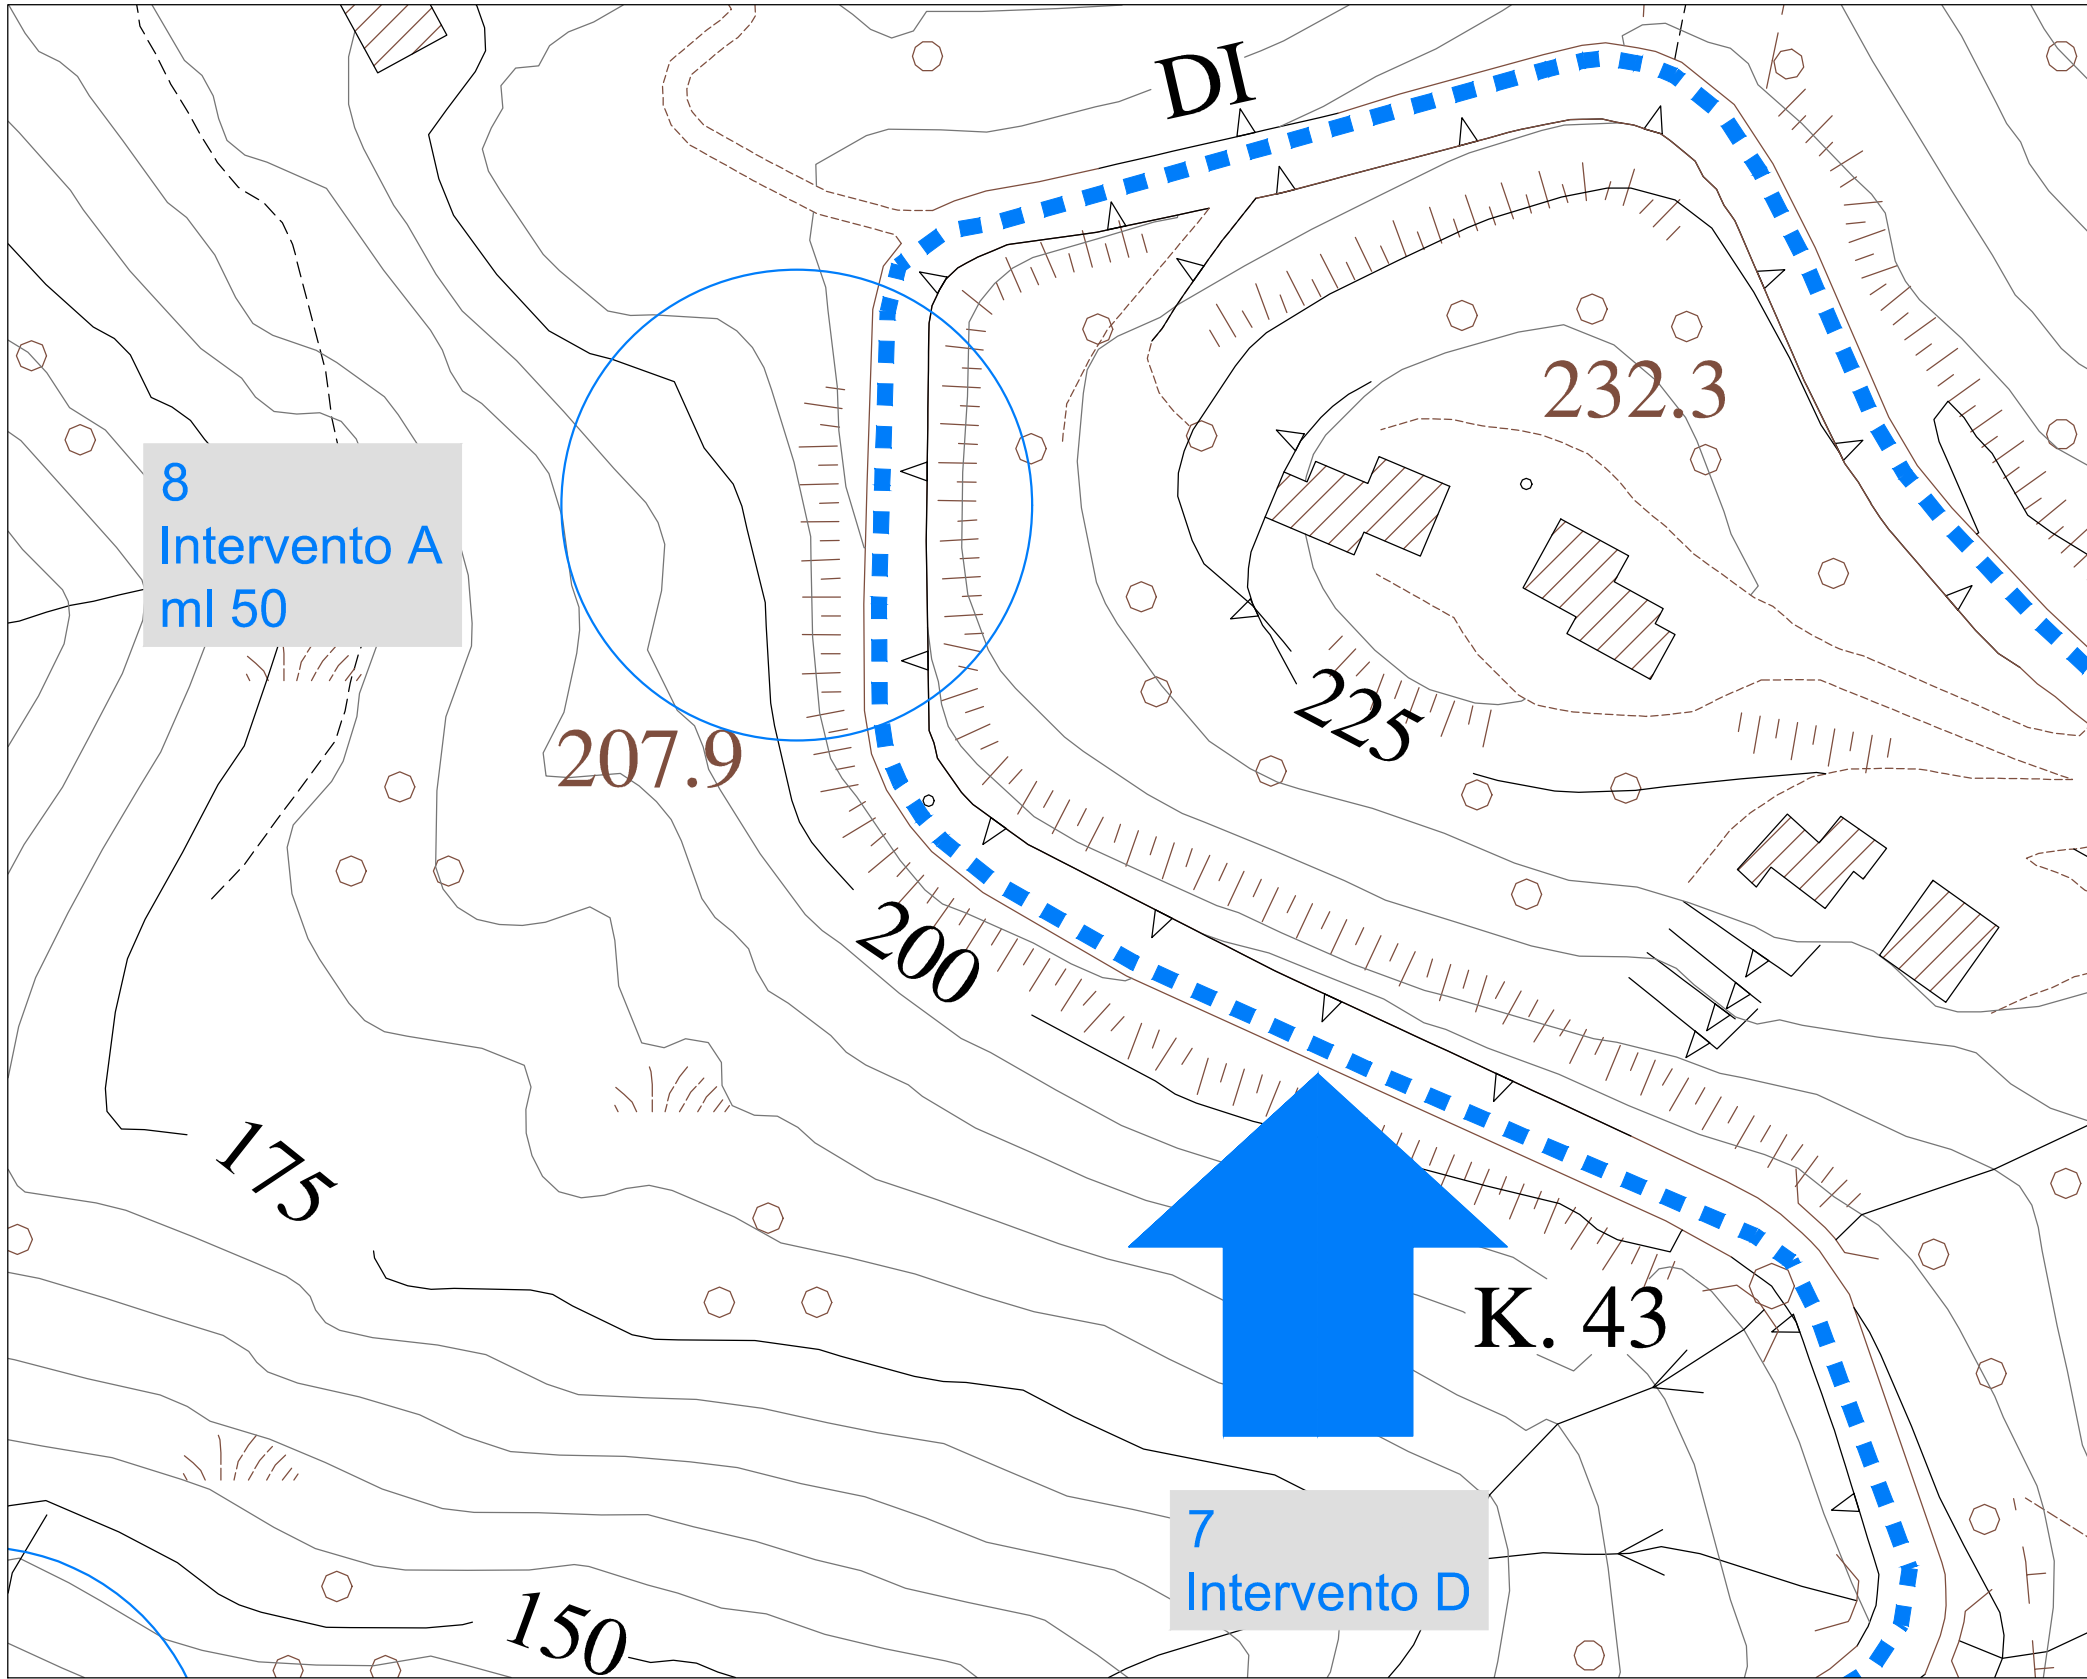 DI
232.3
8
Intervento A
ml 50
225
207.9
200
175
K. 43
7
Intervento D
150